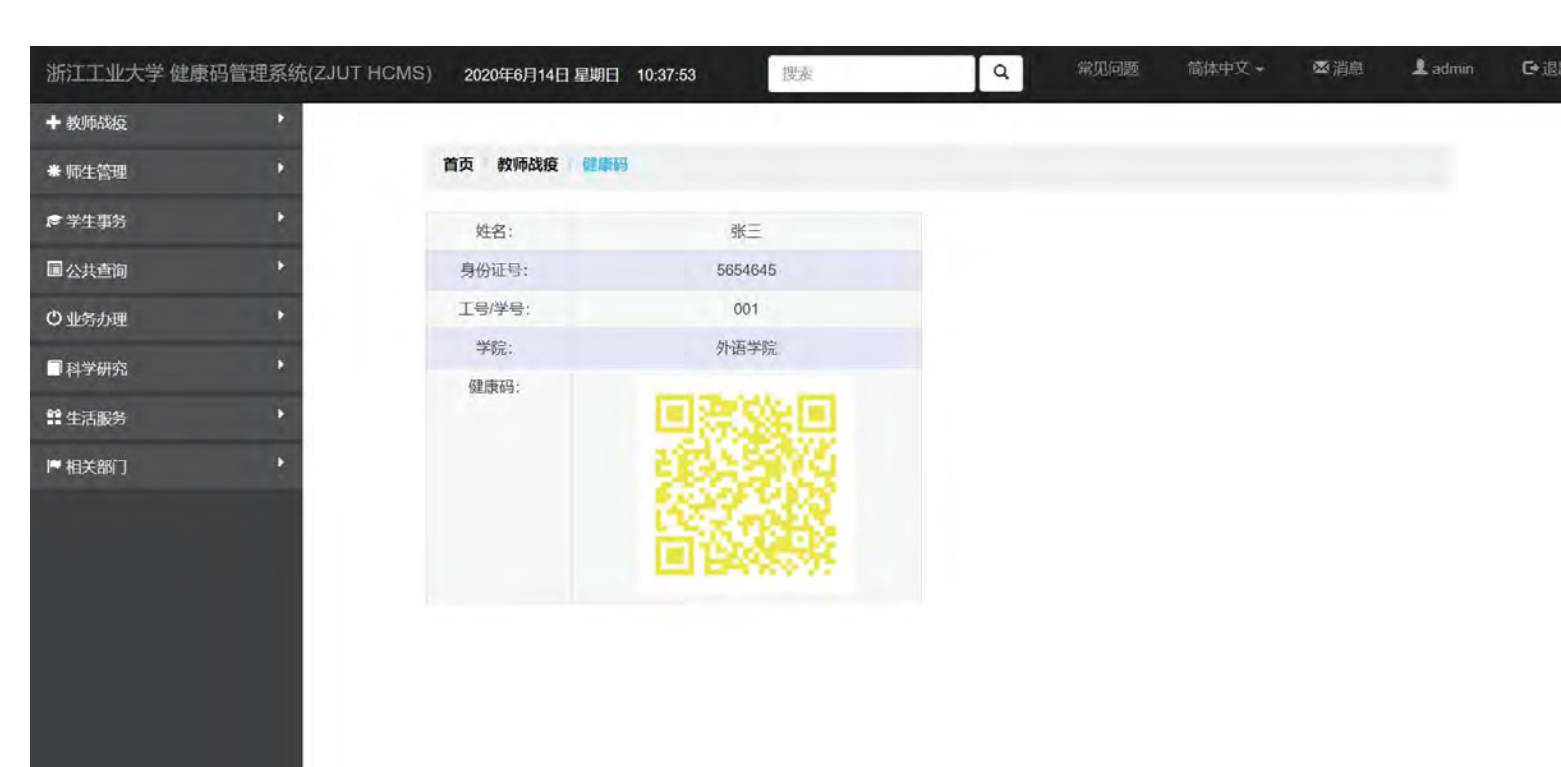 浙江工业大学 健康码管理系统(ZJUT HCMS) 2020年6月14日 星期日 10:37:53 搜索 常见问题 简体中文 消息 admin 退
教师战疫
师生管理
学生事务
公共查询
业务办理
科学研究
生活服务
相关部门
首页 / 教师战疫 / 健康码
姓名: 张三
身份证号: 5654645
工号/学号: 001
学院: 外语学院
健康码: